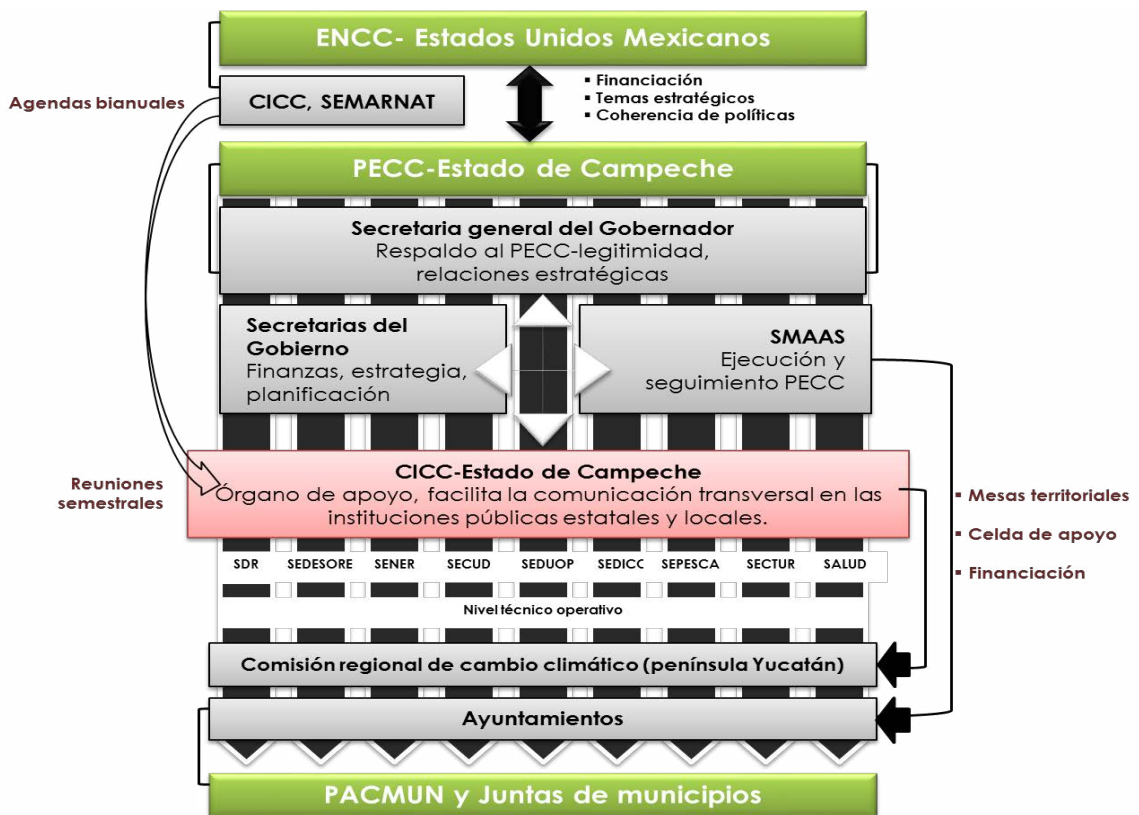 ENCC- Estados Unidos Mexicanos
Agendas bianuales
CICC, SEMARNAT
▪ Financiación
▪ Temas estratégicos
▪ Coherencia de políticas
PECC-Estado de Campeche
Secretaria general del Gobernador
Respaldo al PECC-legitimidad,
relaciones estratégicas
Secretarias del
Gobierno
Finanzas, estrategia,
planificación
SMAAS
Ejecución y
seguimiento PECC
Reuniones
semestrales
CICC-Estado de Campeche
Órgano de apoyo, facilita la comunicación transversal en las
instituciones públicas estatales y locales.
▪ Mesas territoriales
▪ Celda de apoyo
▪ Financiación
SDR SEDESORE SENER SECUD SEDUOP SEDICC SEPESCA SECTUR SALUD
Nivel técnico operativo
Comisión regional de cambio climático (península Yucatán)
Ayuntamientos
PACMUN y Juntas de municipios